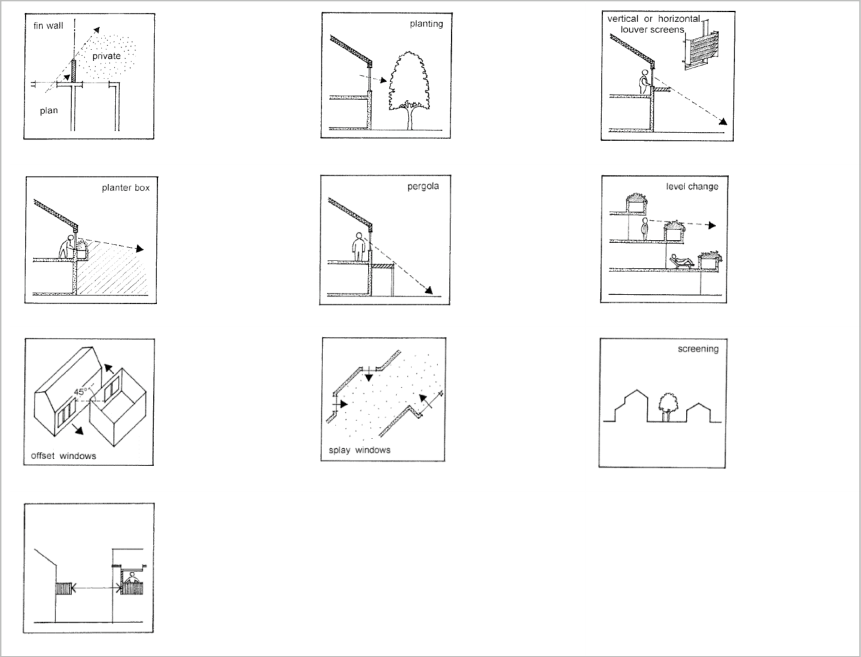 fin wall
private
plan
planting
vertical or horizontal
louver screens
planter box
pergola
level change
45°
offset windows
splay windows
screening